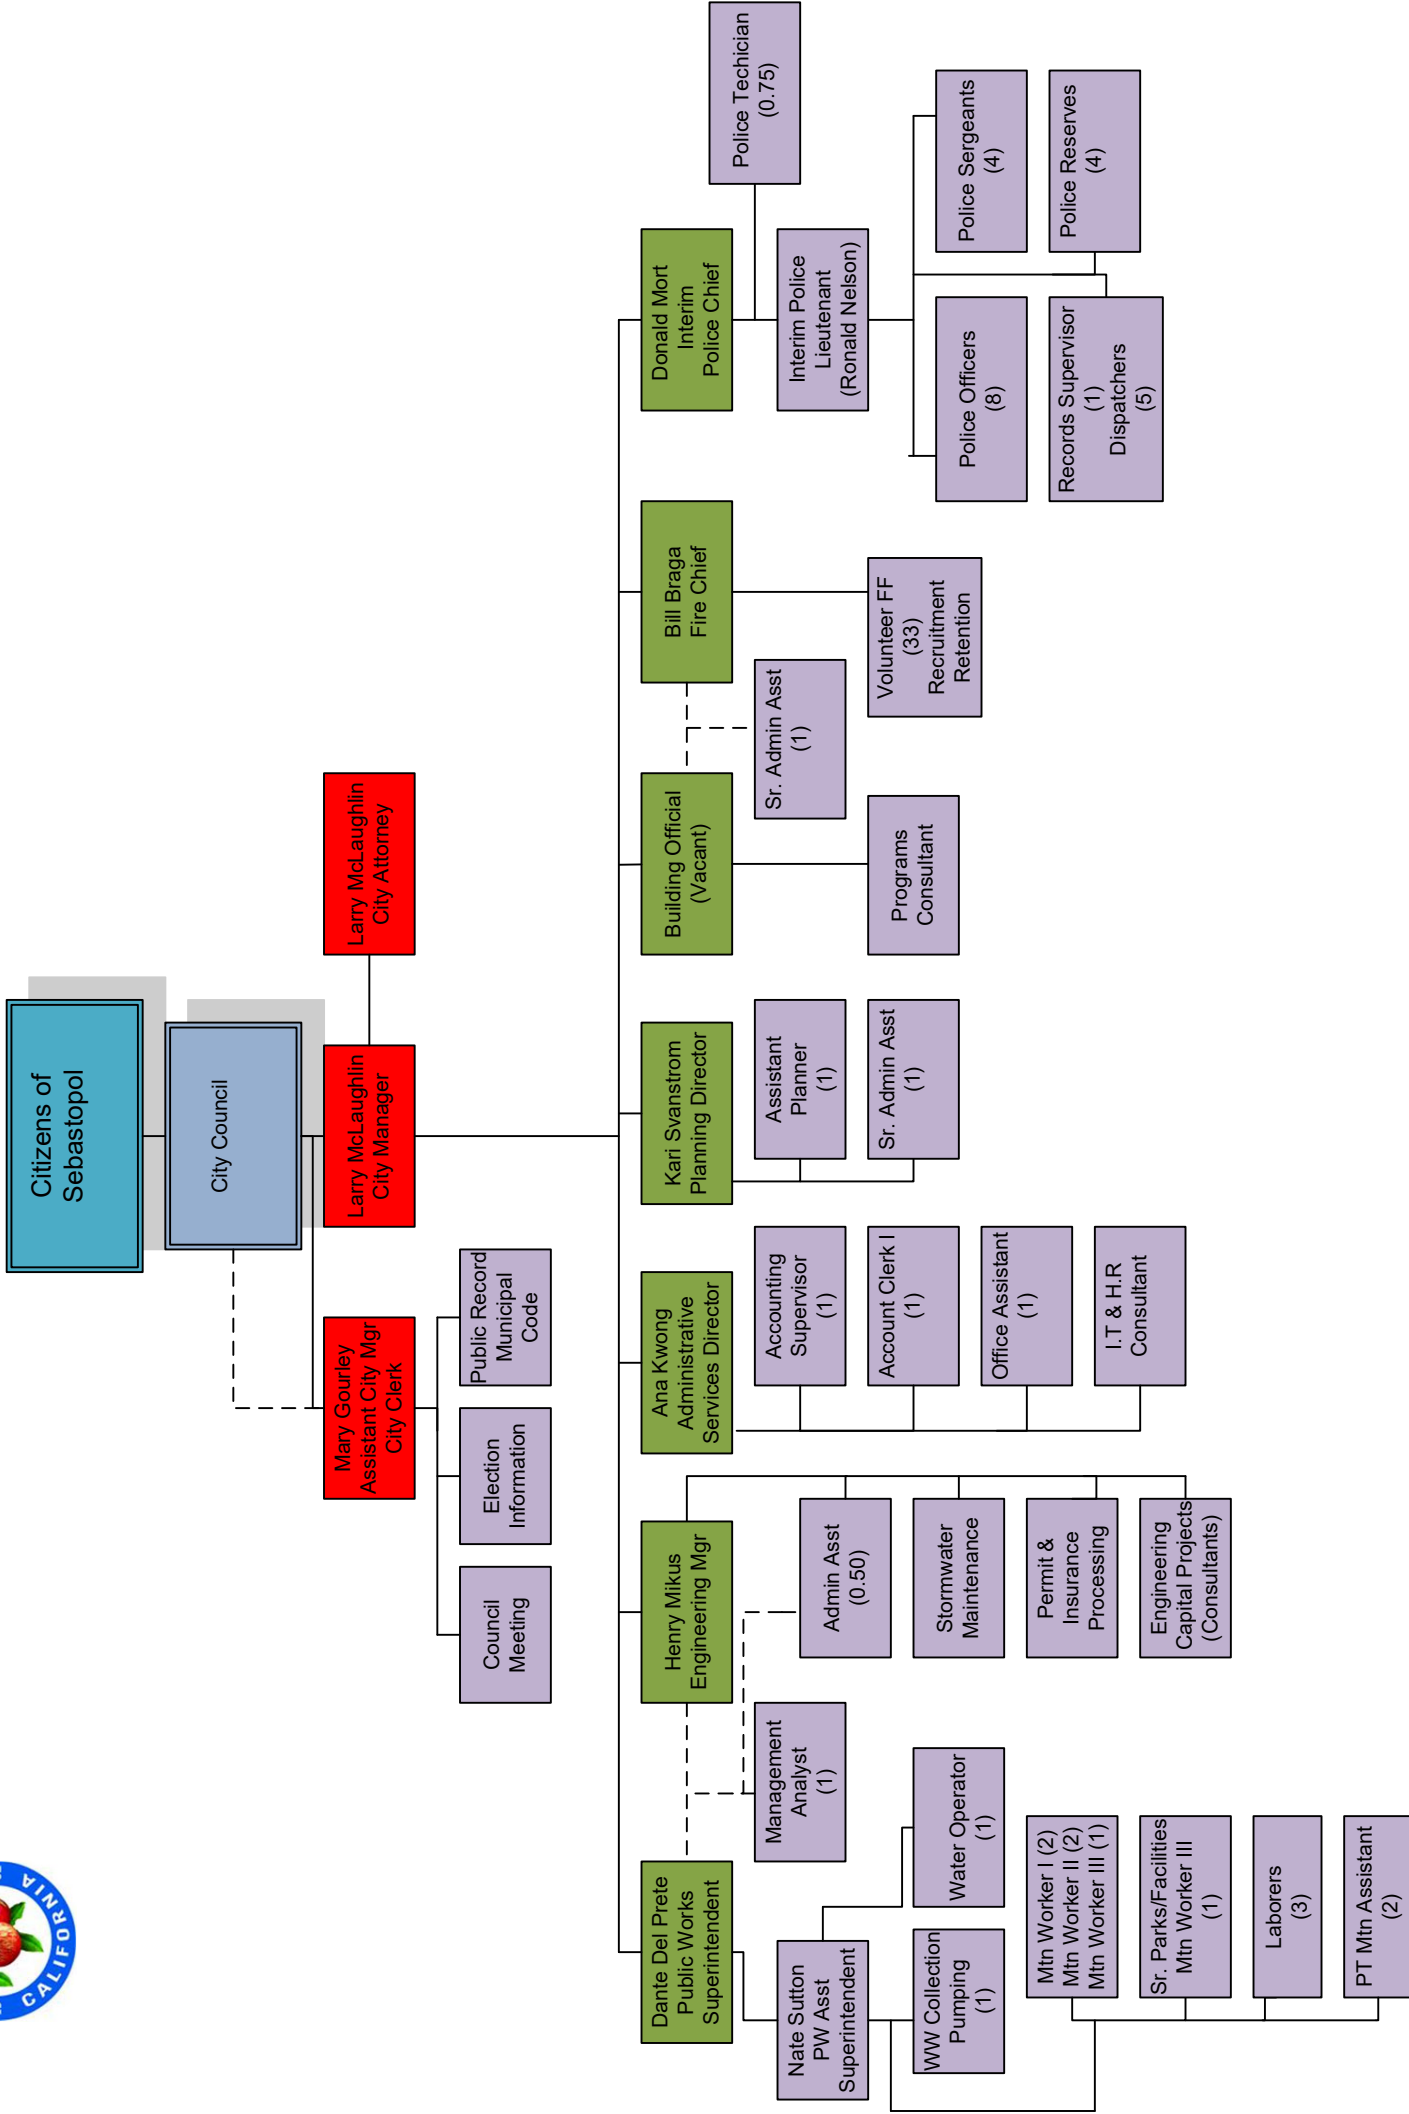 CALIFORNIA
Citizens of
Sebastopol
City Council
Mary Gourley
Assistant City Mgr
City Clerk
Larry McLaughlin
City Manager
Larry McLaughlin
City Attorney
Council
Meeting
Election
Information
Public Record
Municipal
Code
Dante Del Prete
Public Works
Superintendent
Henry Mikus
Engineering Mgr
Ana Kwong
Administrative
Services Director
Kari Svanstrom
Planning Director
Building Official
(Vacant)
Bill Braga
Fire Chief
Donald Mort
Interim
Police Chief
Nate Sutton
PW Asst
Superintendent
WW Collection
Pumping
(1)
Water Operator
(1)
Mtn Worker I (2)
Mtn Worker II (2)
Mtn Worker III (1)
Sr. Parks/Facilities
Mtn Worker III
(1)
Laborers
(3)
PT Mtn Assistant
(2)
Management
Analyst
(1)
Admin Asst
(0.50)
Stormwater
Maintenance
Permit &
Insurance
Processing
Engineering
Capital Projects
(Consultants)
Accounting
Supervisor
(1)
Account Clerk I
(1)
Office Assistant
(1)
I.T & H.R
Consultant
Assistant
Planner
(1)
Sr. Admin Asst
(1)
Programs
Consultant
Sr. Admin Asst
(1)
Volunteer FF
(33)
Recruitment
Retention
Police Techician
(0.75)
Interim Police
Lieutenant
(Ronald Nelson)
Police Officers
(8)
Police Sergeants
(4)
Records Supervisor
(1)
Dispatchers
(5)
Police Reserves
(4)